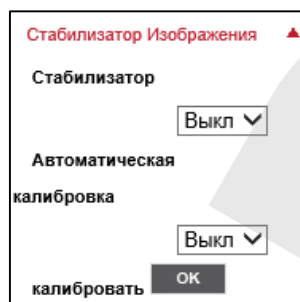 Стабилизатор Изображения
Стабилизатор
Выкл
Автоматическая
калибровка
Выкл
калибровать OK